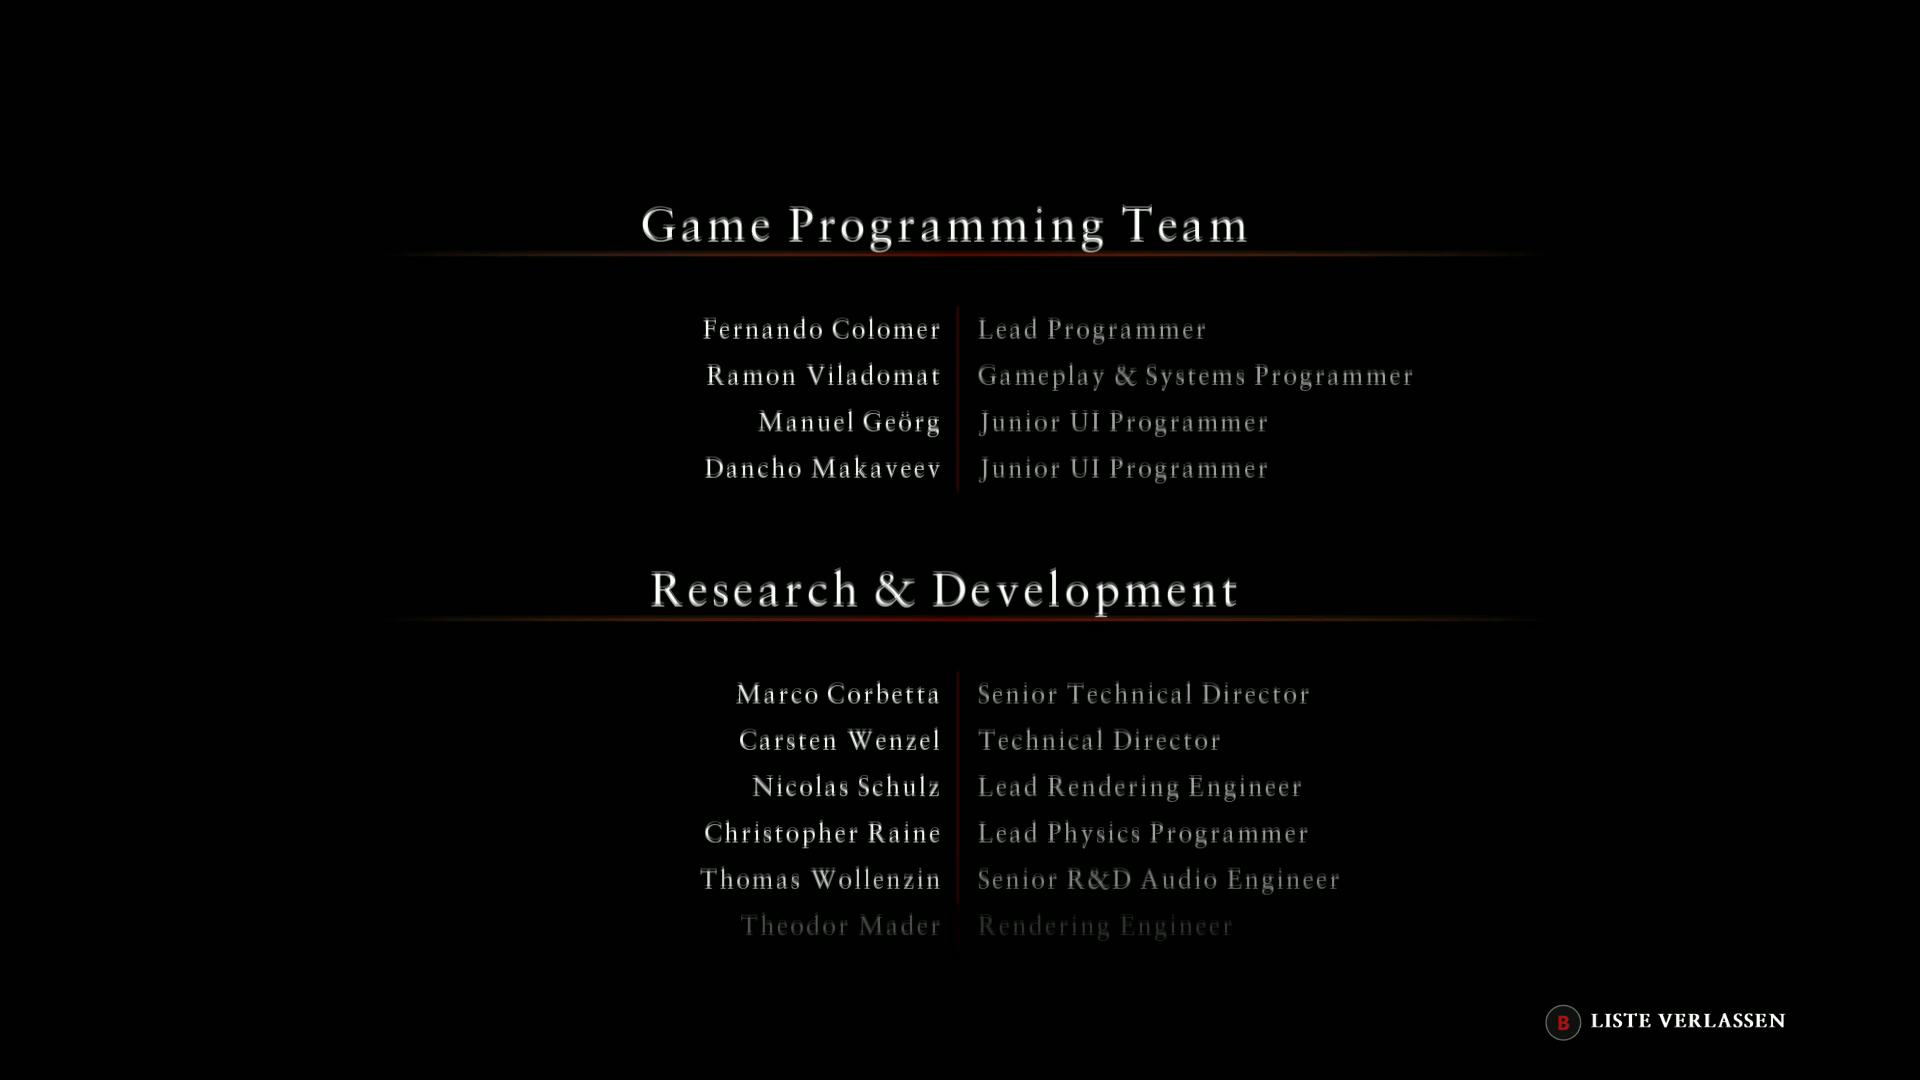 Game Programming Team
Fernando Colomer Lead Programmer
Ramon Viladomat Gameplay & Systems Programmer
Manuel Geörg Junior UI Programmer
Dancho Makaveev Junior UI Programmer
Research & Development
Marco Corbetta Senior Technical Director
Carsten Wenzel Technical Director
Nicolas Schulz Lead Rendering Engineer
Christopher Raine Lead Physics Programmer
Thomas Wollenzin Senior R&D Audio Engineer
Theodor Mader Rendering Engineer
B LISTE VERLASSEN